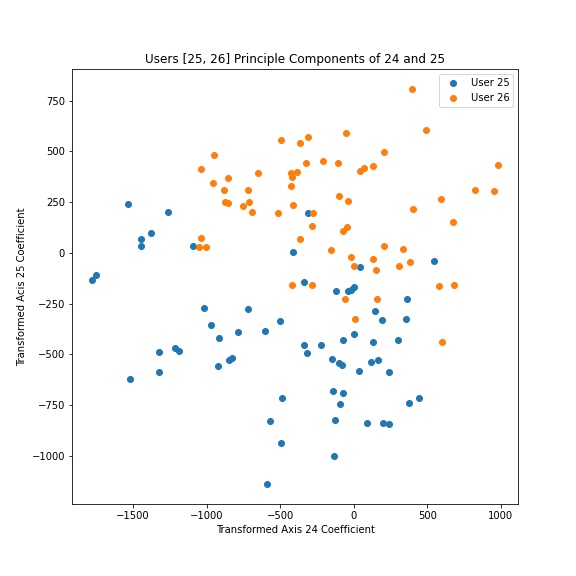 Users [25, 26] Principle Components of 24 and 25
User 25
User 26
Transformed Acis 25 Coefficient
750
500
250
0
−250
−500
−750
−1000
−1500
−1000
−500
0
500
1000
Transformed Axis 24 Coefficient